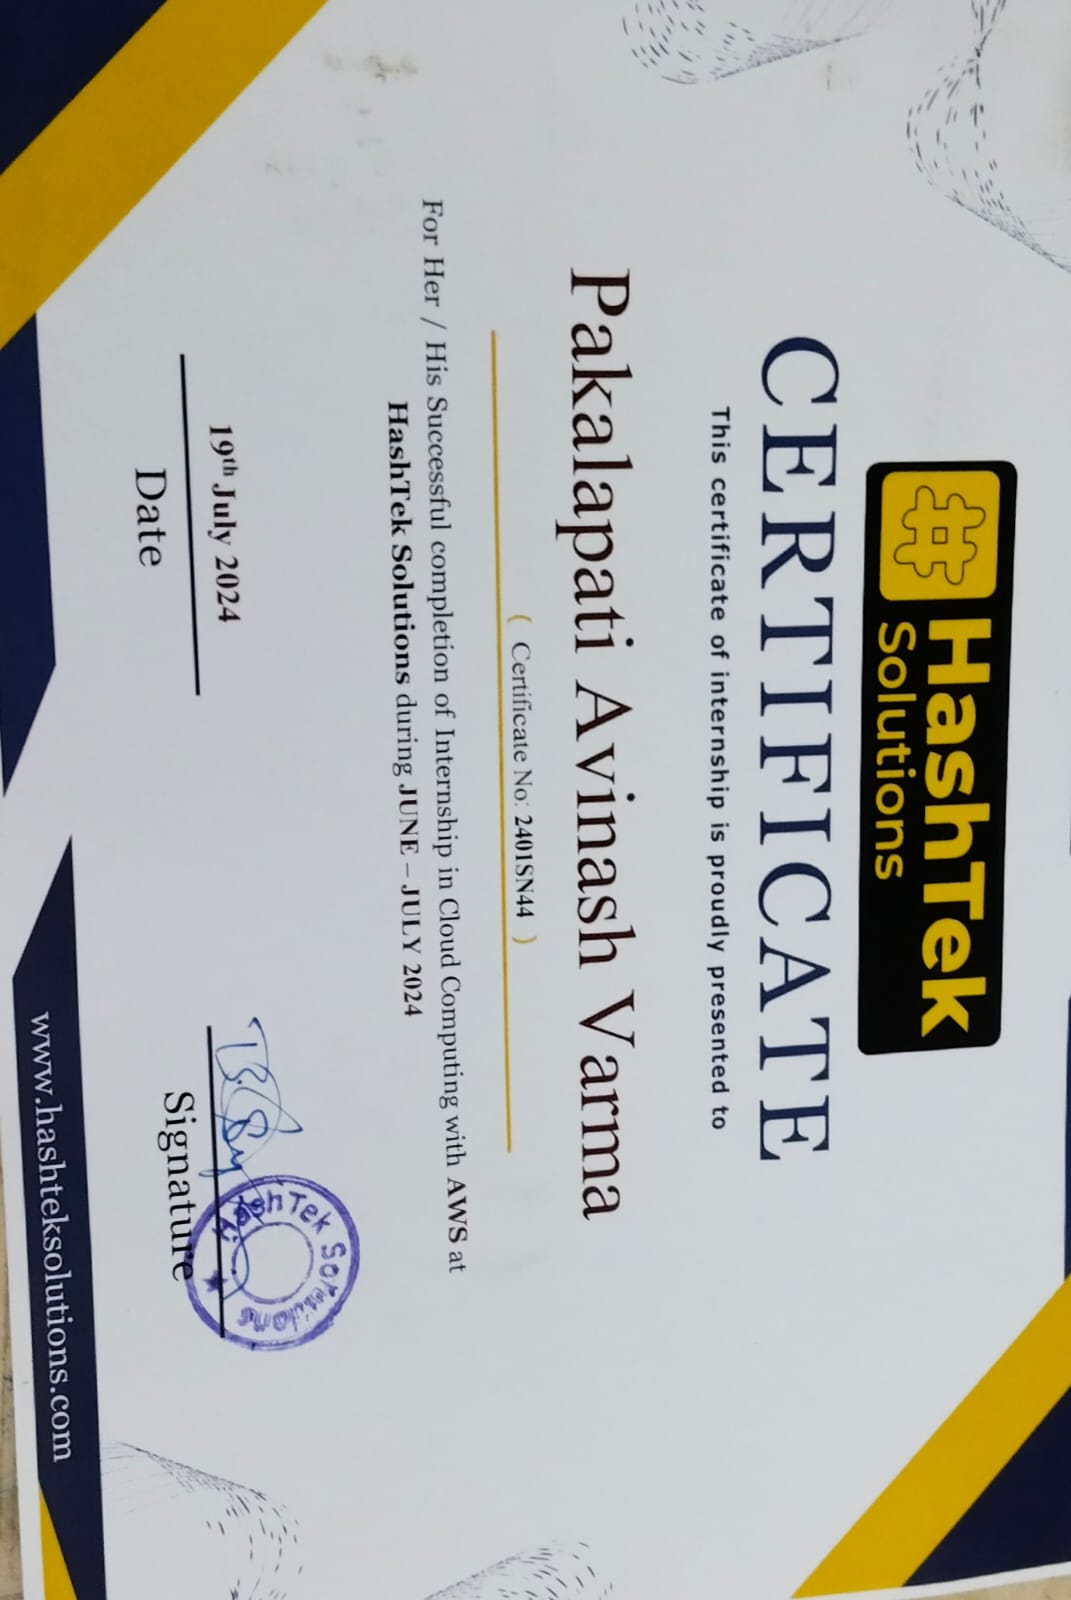 HashTek
Solutions
CERTIFICATE
This certificate of internship is proudly presented to
Pakalapati Avinash Varma
( Certificate No: 2401SN44 )
For Her / His Successful completion of Internship in Cloud Computing with AWS at
HashTek Solutions during JUNE – JULY 2024
19th July 2024
Date
Signature
HashTek Solutions
www.hashteksolutions.com